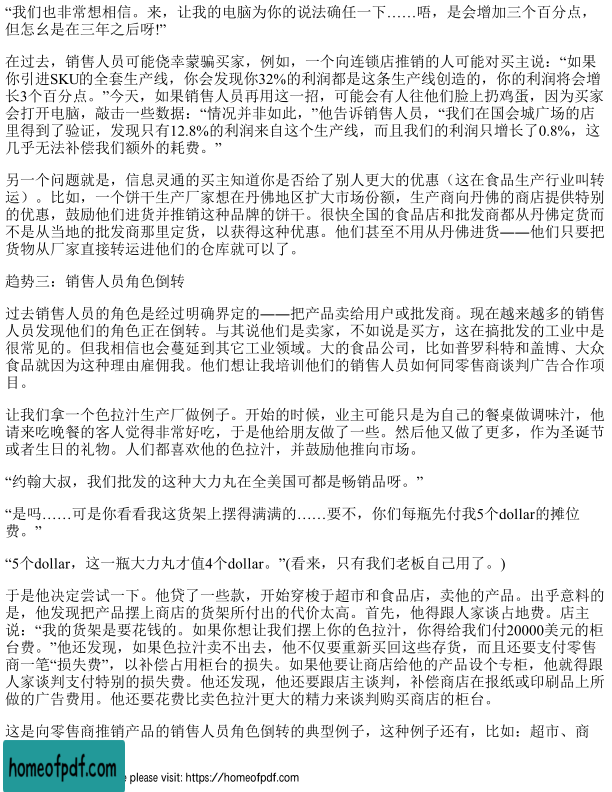 “我们也非常想相信。来，让我的电脑为你的说法确任一下……唔，是会增加三个百分点，
但怎幺是在三年之后呀!”
在过去，销售人员可能侥幸蒙骗买家，例如，一个向连锁店推销的人可能对买主说：“如果
你引进SKU的全套生产线，你会发现你32%的利润都是这条生产线创造的，你的利润将会增
长3个百分点。”今天，如果销售人员再用这一招，可能会有人往他们脸上扔鸡蛋，因为买家
会打开电脑，敲击一些数据：“情况并非如此，”他告诉销售人员，“我们在国会城广场的店
里得到了验证，发现只有12.8%的利润来自这个生产线，而且我们的利润只增长了0.8%，这
几乎无法补偿我们额外的耗费。”
另一个问题就是，信息灵通的买主知道你是否给了别人更大的优惠（这在食品生产行业叫转
运）。比如，一个饼干生产厂家想在丹佛地区扩大市场份额，生产商向丹佛的商店提供特别
的优惠，鼓励他们进货并推销这种品牌的饼干。很快全国的食品店和批发商都从丹佛定货而
不是从当地的批发商那里定货，以获得这种优惠。他们甚至不用从丹佛进货——他们只要把
货物从厂家直接转运进他们的仓库就可以了。
趋势三：销售人员角色倒转
过去销售人员的角色是经过明确界定的——把产品卖给用户或批发商。现在越来越多的销售人
员发现他们的角色正在倒转。与其说他们是卖家，不如说是买方，这在搞批发的工业中是
很常见的。但我相信也会蔓延到其它工业领域。大的食品公司，比如普罗科特和盖博、大众
食品就因为这种理由雇佣我。他们想让我培训他们的销售人员如何同零售商谈判广告合作项
目。
让我们拿一个色拉汁生产厂做例子。开始的时候，业主可能只是为自己的餐桌做调味汁，他
请来吃晚餐的客人觉得非常好吃，于是他给朋友做了一些。然后他又做了更多，作为圣诞节
或者生日的礼物。人们都喜欢他的色拉汁，并鼓励他推向市场。
“约翰大叔，我们批发的这种大力丸在全美国可都是畅销品呀。”
“是吗……可是你看看我这货架上摆得满满的……要不，你们每瓶先付我5个dollar的摊位
费。”
“5个dollar，这一瓶大力丸才值4个dollar。”(看来，只有我们老板自己用了。)
于是他决定尝试一下。他贷了一些款，开始穿梭于超市和食品店，卖他的产品。出乎意料的
是，他发现把产品摆上商店的货架所付出的代价太高。首先，他得跟人家谈占地费。店主
说：“我的货架是要花钱的。如果你想让我们摆上你的色拉汁，你得给我们付20000美元的柜
台费。”他还发现，如果色拉汁卖不出去，他不仅要重新买回这些存货，而且还要支付零售
商一笔“损失费”，以补偿占用柜台的损失。如果他要让商店给他的产品设个专柜，他就得跟
人家谈判支付特别的损失费。他还发现，他还要跟店主谈判，补偿商店在报纸或印刷品上所
做的广告费用。他还要花费比卖色拉汁更大的精力来谈判购买商店的柜台。
这是向零售商推销产品的销售人员角色倒转的典型例子，这种例子还有，比如：超市、商
homeofpdf.com
please visit: https://homeofpdf.com